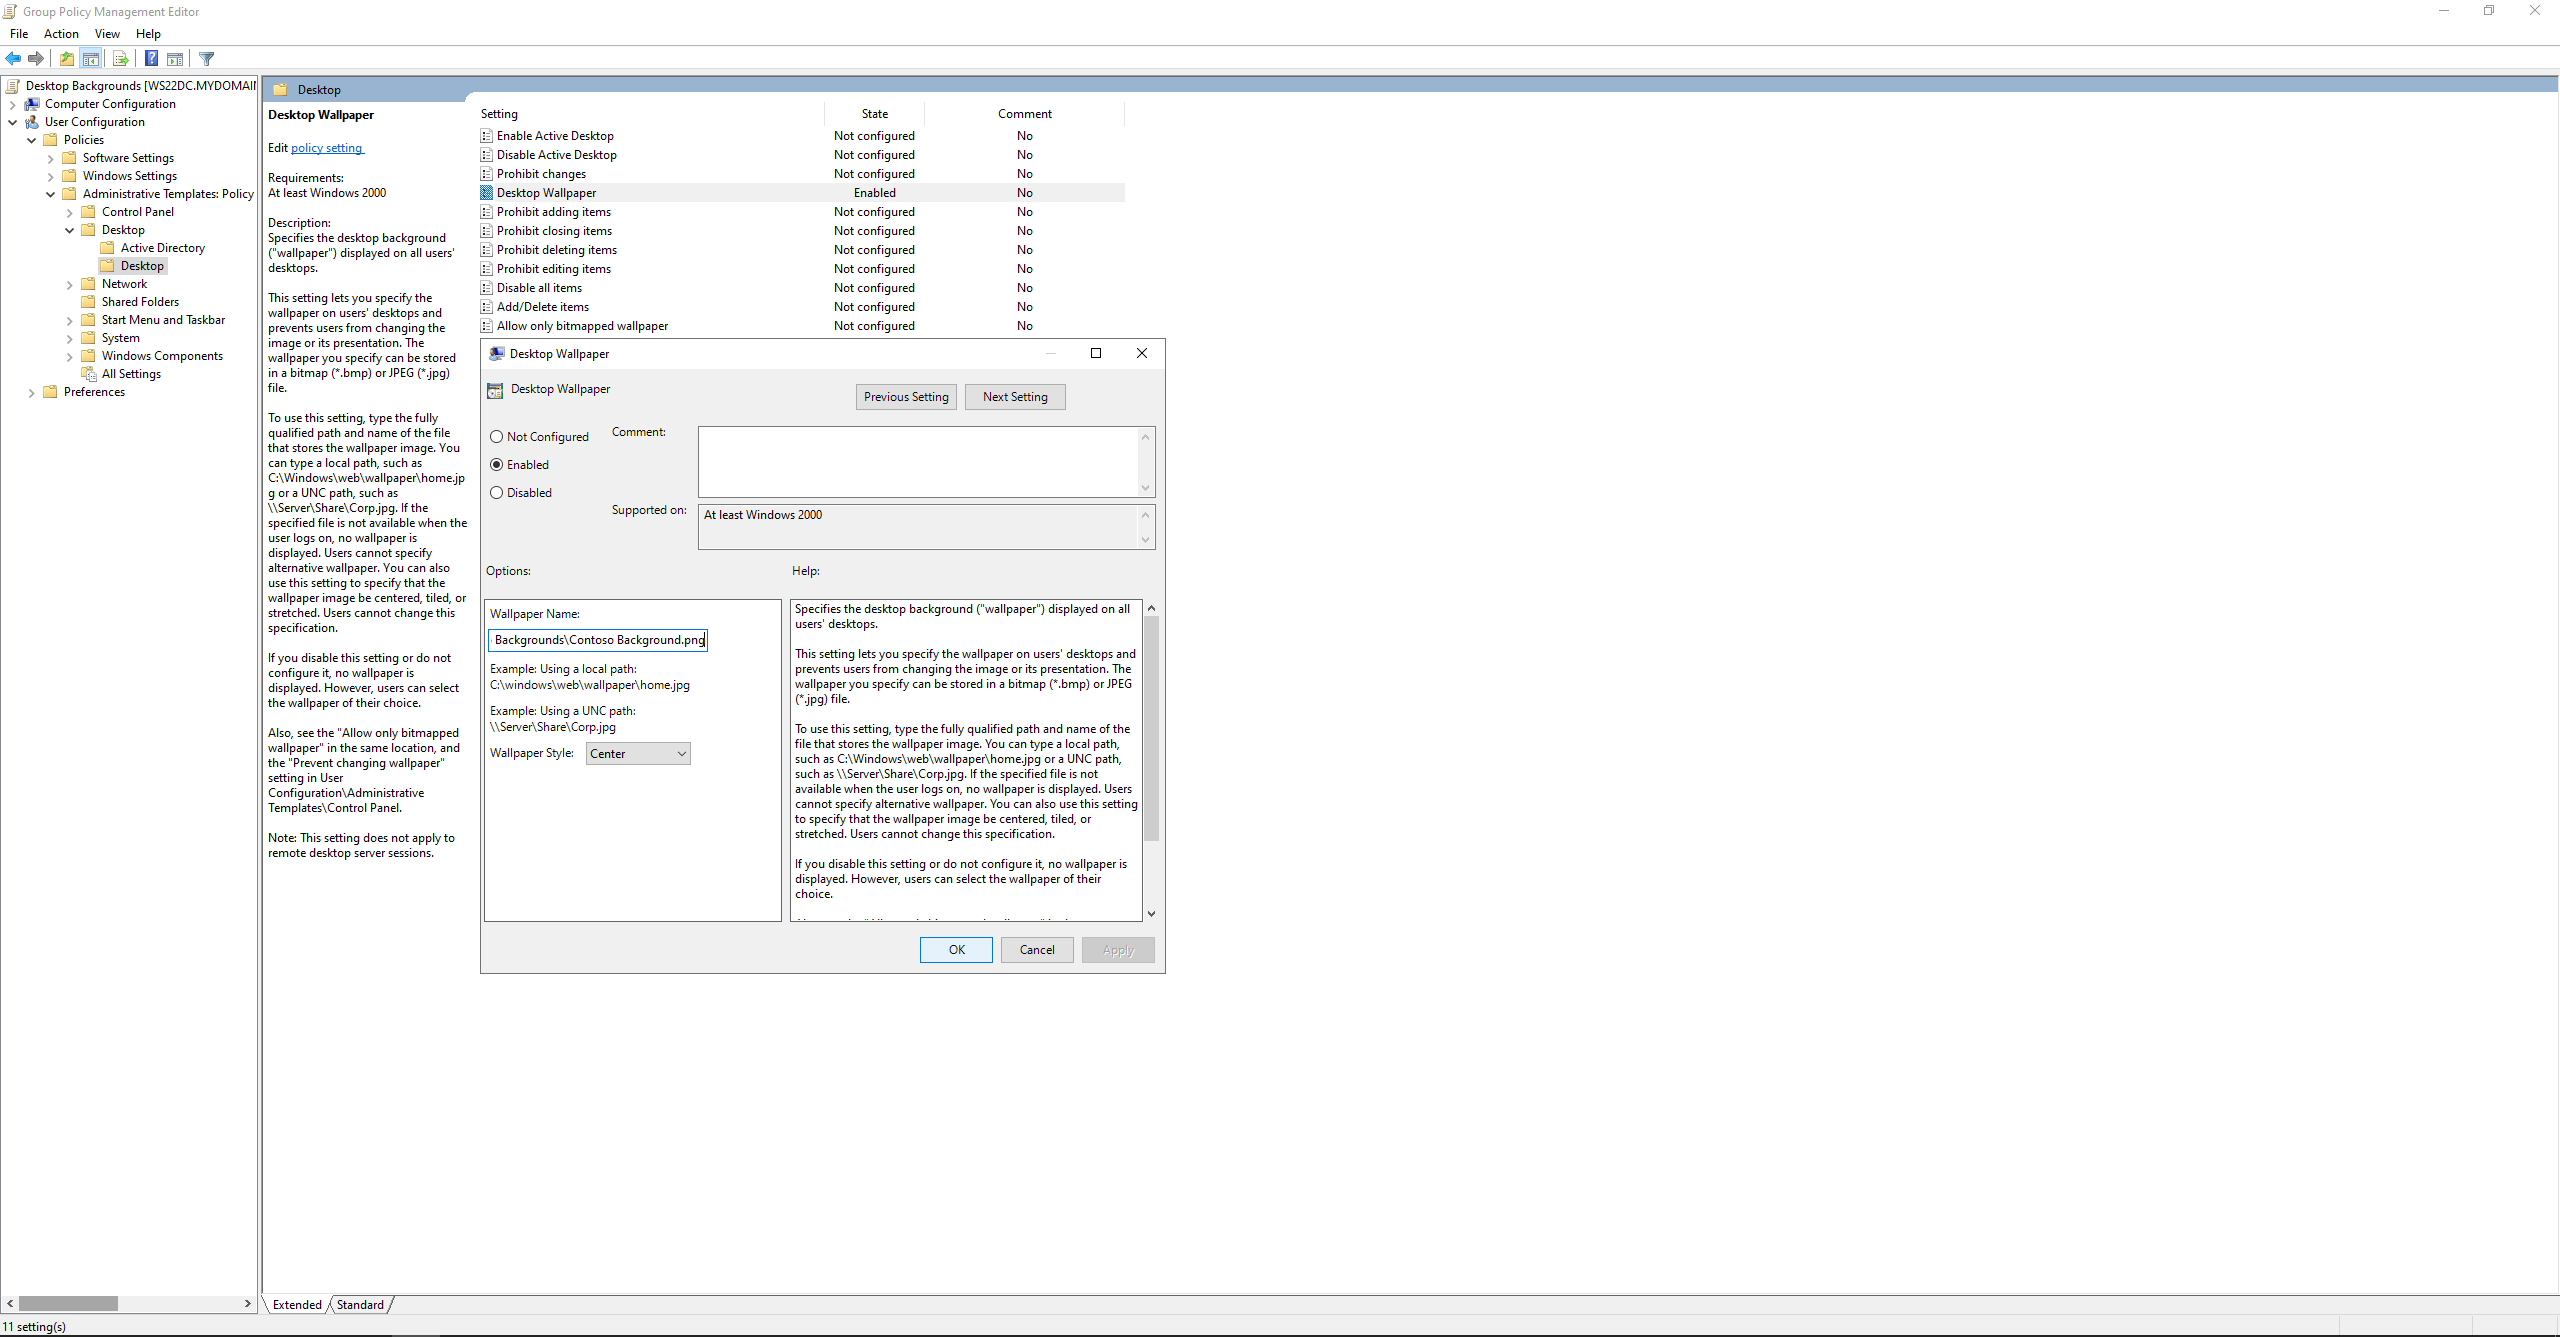 Group Policy Management Editor
File Action View Help
Desktop Backgrounds [WS22DC.MYDOMAIN
Computer Configuration
User Configuration
Policies
Software Settings
Windows Settings
Administrative Templates: Policy
Control Panel
Desktop
Active Directory
Desktop
Network
Shared Folders
Start Menu and Taskbar
System
Windows Components
All Settings
Preferences
Desktop
Desktop Wallpaper
Edit policy setting
Requirements:
At least Windows 2000
Description:
Specifies the desktop background
("wallpaper") displayed on all users'
desktops.
This setting lets you specify the
wallpaper on users' desktops and
prevents users from changing the
image or its presentation. The
wallpaper you specify can be stored
in a bitmap (*.bmp) or JPEG (*.jpg)
file.
To use this setting, type the fully
qualified path and name of the file
that stores the wallpaper image. You
can type a local path, such as
C:\Windows\web\wallpaper\home.jp
g or a UNC path, such as
\\Server\Share\Corp.jpg. If the
specified file is not available when the
user logs on, no wallpaper is
displayed. Users cannot specify
alternative wallpaper. You can also
use this setting to specify that the
wallpaper image be centered, tiled, or
stretched. Users cannot change this
specification.
If you disable this setting or do not
configure it, no wallpaper is
displayed. However, users can select
the wallpaper of their choice.
Also, see the "Allow only bitmapped
wallpaper" in the same location, and
the "Prevent changing wallpaper"
setting in User
Configuration\Administrative
Templates\Control Panel.
Note: This setting does not apply to
remote desktop server sessions.
Setting State Comment
Enable Active Desktop Not configured No
Disable Active Desktop Not configured No
Prohibit changes Not configured No
Desktop Wallpaper Enabled No
Prohibit adding items Not configured No
Prohibit closing items Not configured No
Prohibit deleting items Not configured No
Prohibit editing items Not configured No
Disable all items Not configured No
Add/Delete items Not configured No
Allow only bitmapped wallpaper Not configured No
Desktop Wallpaper
Desktop Wallpaper
Previous Setting Next Setting
Not Configured Comment:
Enabled
Disabled
Supported on: At least Windows 2000
Options: Help:
Wallpaper Name:
Backgrounds\Contoso Background.png
Example: Using a local path:
C:\windows\web\wallpaper\home.jpg
Example: Using a UNC path:
\\Server\Share\Corp.jpg
Wallpaper Style: Center
Specifies the desktop background ("wallpaper") displayed on all
users' desktops.
This setting lets you specify the wallpaper on users' desktops and
prevents users from changing the image or its presentation. The
wallpaper you specify can be stored in a bitmap (*.bmp) or JPEG
(*.jpg) file.
To use this setting, type the fully qualified path and name of the
file that stores the wallpaper image. You can type a local path,
such as C:\Windows\web\wallpaper\home.jpg or a UNC path,
such as \\Server\Share\Corp.jpg. If the specified file is not
available when the user logs on, no wallpaper is displayed. Users
cannot specify alternative wallpaper. You can also use this setting
to specify that the wallpaper image be centered, tiled, or
stretched. Users cannot change this specification.
If you disable this setting or do not configure it, no wallpaper is
displayed. However, users can select the wallpaper of their
choice.
OK Cancel Apply
Extended Standard
11 setting(s)